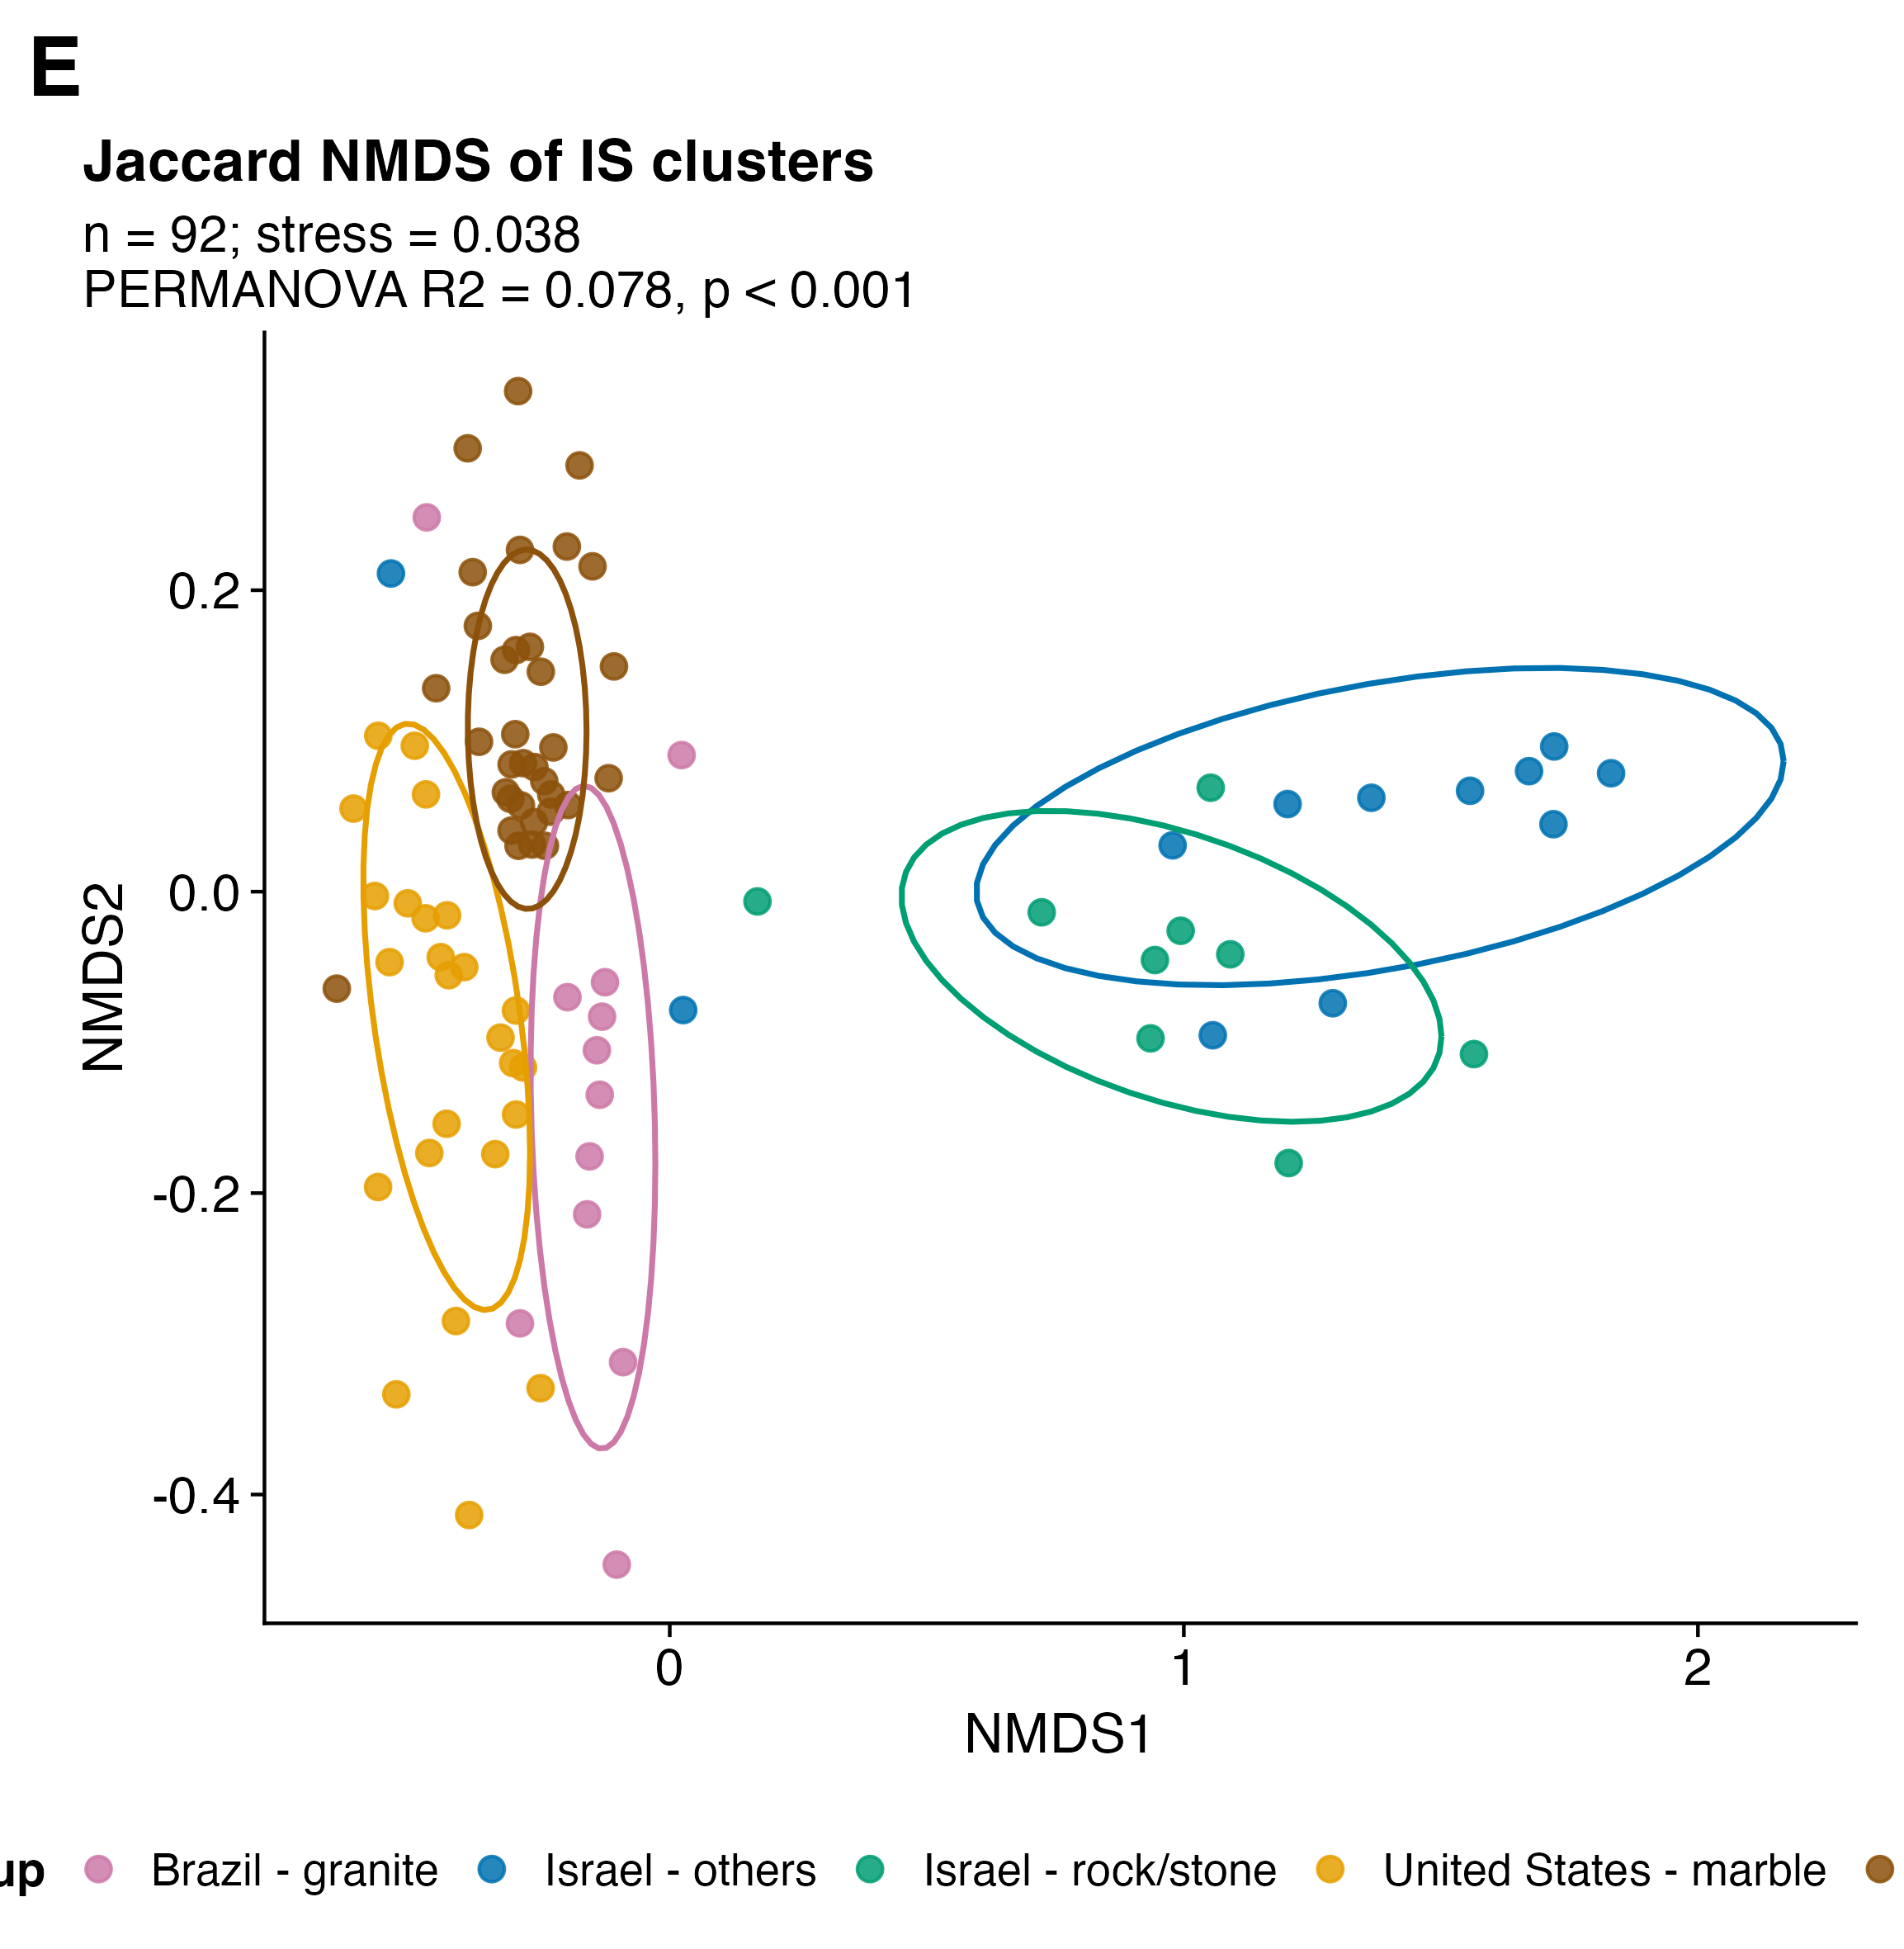 E
Jaccard NMDS of IS clusters
n = 92; stress = 0.038
PERMANOVA R2 = 0.078, p < 0.001
0.2
0.0
-0.2
-0.4
NMDS2
0 1 2
NMDS1
up Brazil - granite Israel - others Israel - rock/stone United States - marble